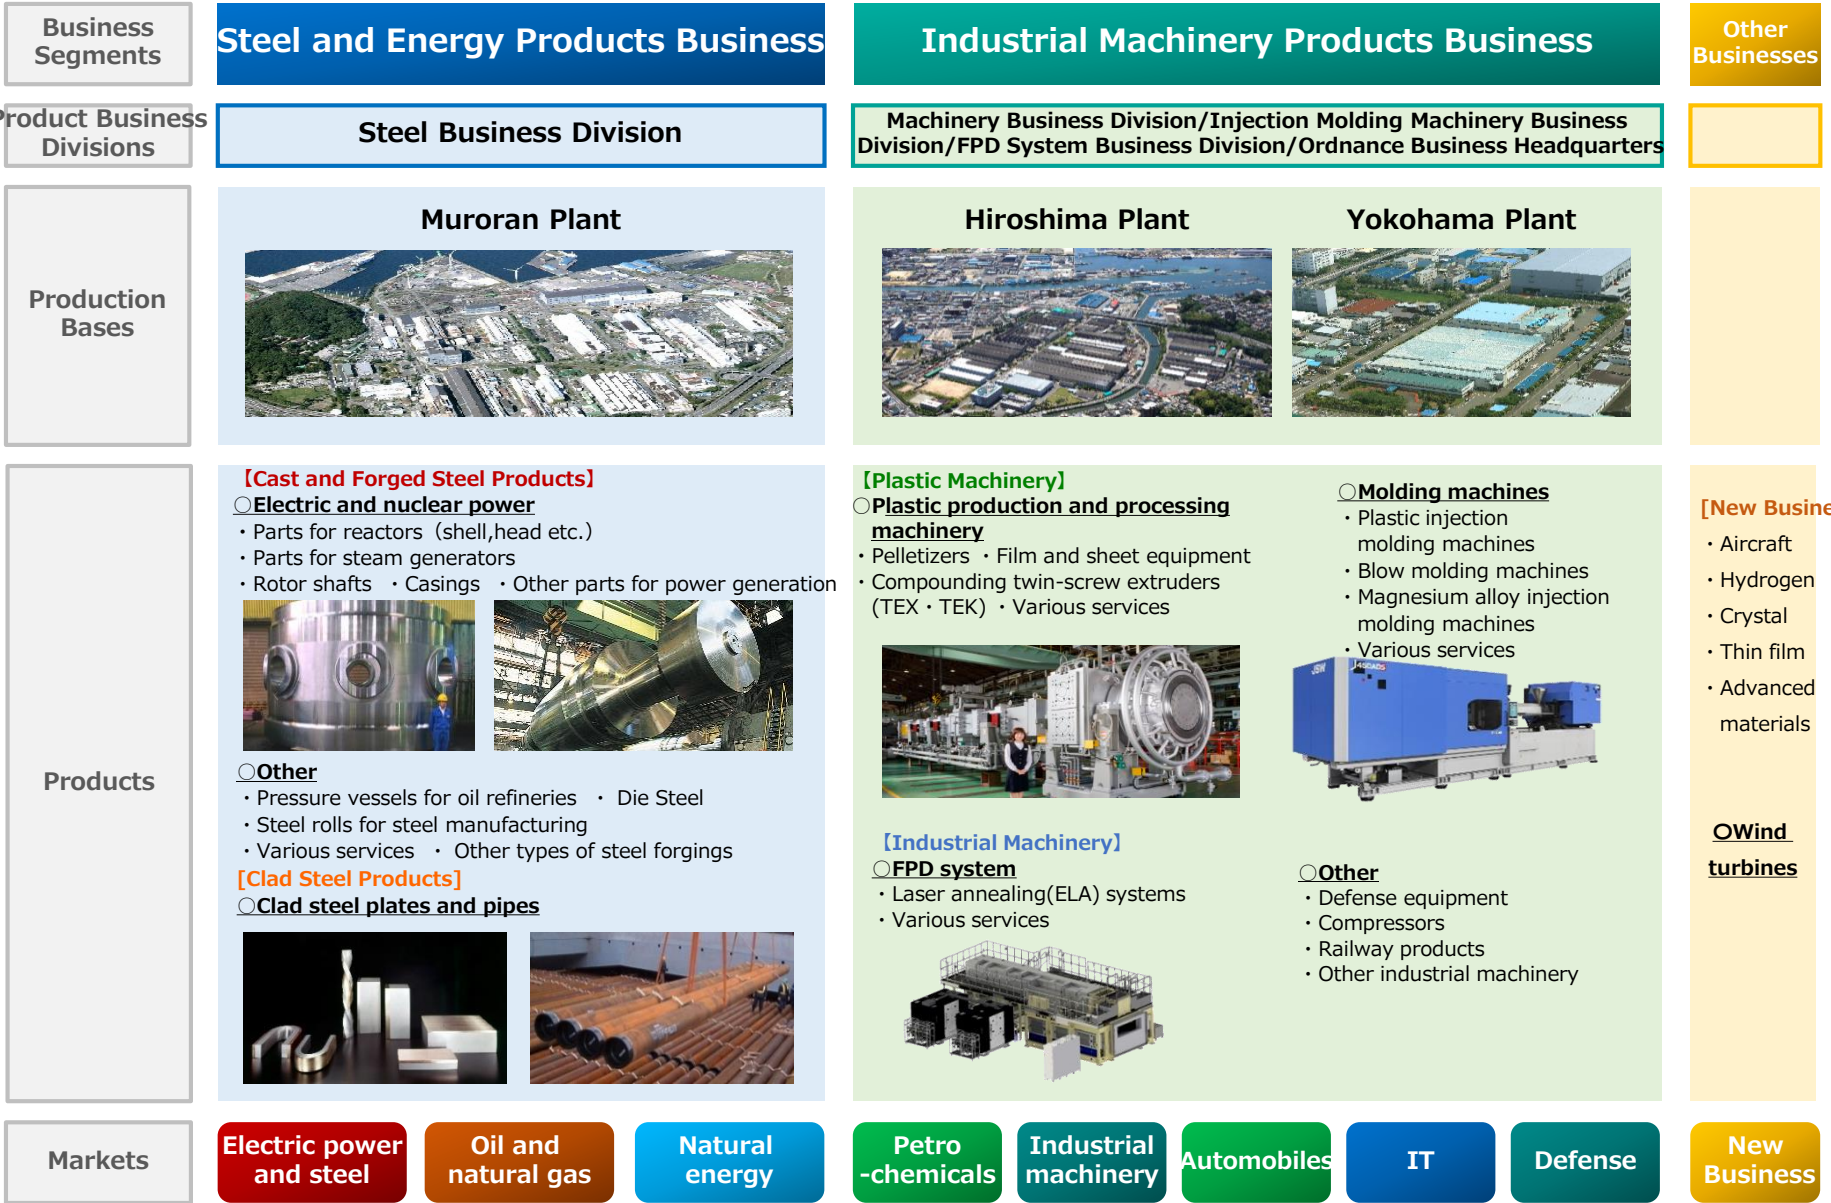 Business
Segments
Steel and Energy Products Business
Industrial Machinery Products Business
Other
Businesses
Product Business
Divisions
Steel Business Division
Machinery Business Division/Injection Molding Machinery Business
Division/FPD System Business Division/Ordnance Business Headquarters
Production
Bases
Muroran Plant
Hiroshima Plant
Yokohama Plant
Products
【Cast and Forged Steel Products】
○Electric and nuclear power
・Parts for reactors（shell,head etc.）
・Parts for steam generators
・Rotor shafts ・Casings ・Other parts for power generation
○Other
・Pressure vessels for oil refineries ・ Die Steel
・Steel rolls for steel manufacturing
・Various services ・ Other types of steel forgings
[Clad Steel Products]
○Clad steel plates and pipes
【Plastic Machinery】
○Plastic production and processing
machinery
・Pelletizers ・Film and sheet equipment
・Compounding twin-screw extruders
(TEX・TEK) ・Various services
○Molding machines
・Plastic injection
molding machines
・Blow molding machines
・Magnesium alloy injection
molding machines
・Various services
JSW
J450ADS
【Industrial Machinery】
○FPD system
・Laser annealing(ELA) systems
・Various services
○Other
・Defense equipment
・Compressors
・Railway products
・Other industrial machinery
[New Busine
・Aircraft
・Hydrogen
・Crystal
・Thin film
・Advanced
materials
○Wind
turbines
Markets
Electric power
and steel
Oil and
natural gas
Natural
energy
Petro
-chemicals
Industrial
machinery
Automobiles
IT
Defense
New
Business